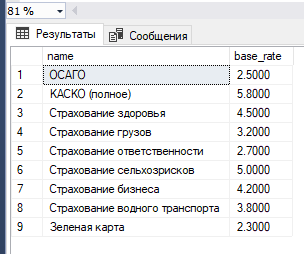 81 %
Результаты Сообщения
name base_rate
1 ОСАГО 2.5000
2 КАСКО (полное) 5.8000
3 Страхование здоровья 4.5000
4 Страхование грузов 3.2000
5 Страхование ответственности 2.7000
6 Страхование сельхозрисков 5.0000
7 Страхование бизнеса 4.2000
8 Страхование водного транспорта 3.8000
9 Зеленая карта 2.3000